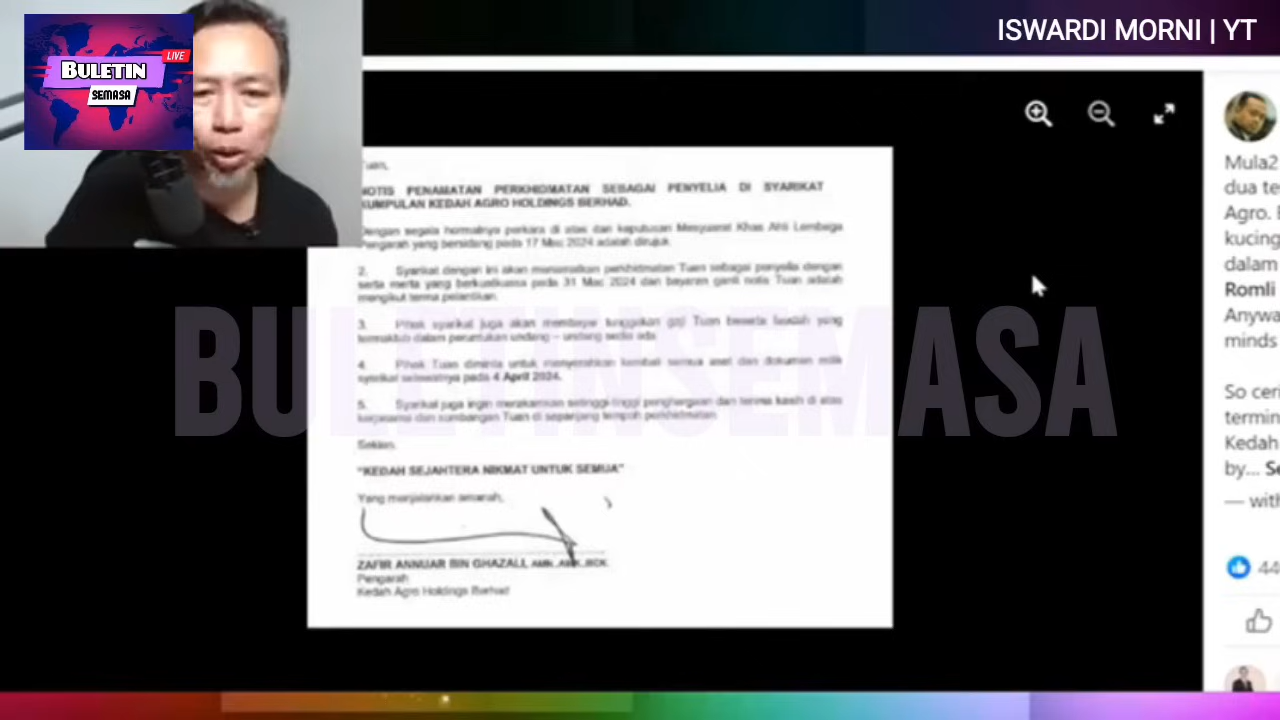 ISWARDI MORNI | YT
LIVE
BULETIN
SEMASA
Tuan,
NOTIS PENAMATAN PERKHIDMATAN SEBAGAI PENYELIA DI SYARIKAT
KUMPULAN KEDAH AGRO HOLDINGS BERHAD.
Dengan segala hormatnya perkara di atas dan keputusan Mesyuarat Khas Ahli Lembaga
Pengarah yang bersidang pada 17 Mac 2024 adalah dirujuk.
2. Syarikat dengan ini akan menamatkan perkhidmatan Tuan sebagai penyelia dengan
serta merta yang berkuatkuasa pada 31 Mac 2024 dan bayaran ganti notis Tuan adalah
mengikut terma pelantikan.
3. Pihak syarikat juga akan membayar tunggakan gaji Tuan beserta faedah yang
termaktub dalam peruntukan undang – undang sedia ada.
4. Pihak Tuan diminta untuk menyerahkan kembali semua aset dan dokumen milik
syarikat selewatnya pada 4 April 2024.
5. Syarikat juga ingin merakamkan setinggi-tinggi penghargaan dan terima kasih di atas
kerjasama dan sumbangan Tuan di sepanjang tempoh perkhidmatan.
Sekian.
"KEDAH SEJAHTERA NIKMAT UNTUK SEMUA"
Yang menjalankan amanah,
ZAFIR ANNUAR BIN GHAZALI,
Pengarah
Kedah Agro Holdings Berhad
BULETINSEMASA
Mula2
dua te
Agro.
kucing
dalam
Romli
Anywa
minds
So ceri
termin
Kedah
by... Se
— with
44